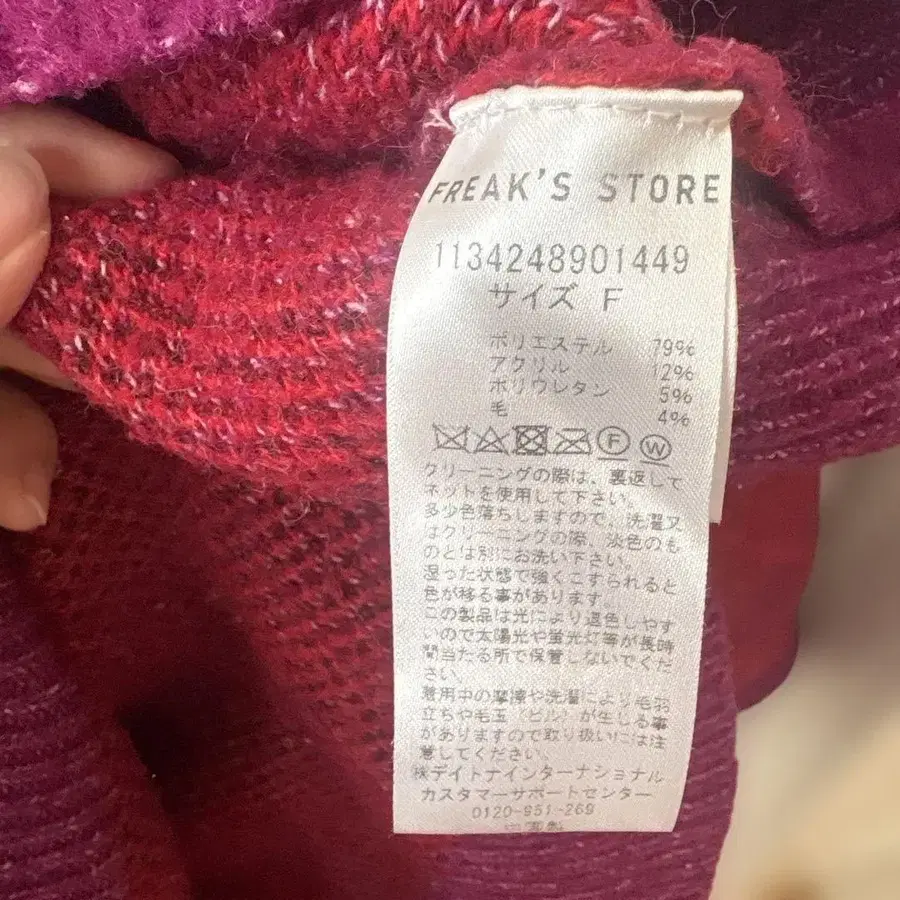 FREAK'S STORE
1134248901449
サイズ F
ポリエステル 79%
アクリル 12%
ポリウレタン 5%
毛 4%
F W
クリーニングの際は、裏返して
ネットを使用して下さい。
多少色落ちしますので、洗濯又
はクリーニングの際、淡色のも
のとは別にお洗い下さい。
湿った状態で強くこすられると
色が移る事があります。
この製品は光により退色しやす
いので太陽光や蛍光灯等が長時
間当たる所で保管しないでくだ
さい。
着用中の摩擦や洗濯により毛羽
立ちや毛玉（ピル）が生じる事
がありますので取り扱いには注
意してください。
㈱デイトナインターナショナル
カスタマーサポートセンター
0120-951-269